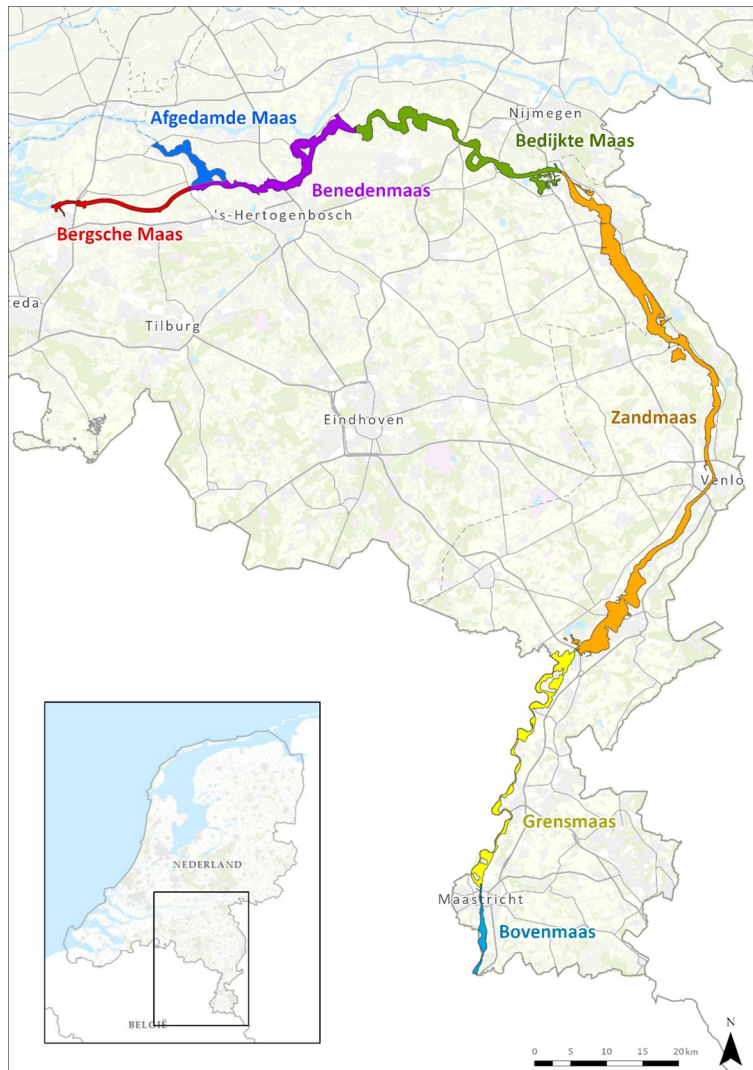 Nijmegen
Afgedamde Maas
Bedijkte Maas
Benedenmaas
's-Hertogenbosch
Bergsche Maas
reda
Tilburg
Eindhoven
Zandmaas
Venlo
Grensmaas
Maastricht
Bovenmaas
NEDERLAND
BELGIË
N
0 5 10 15 20 km